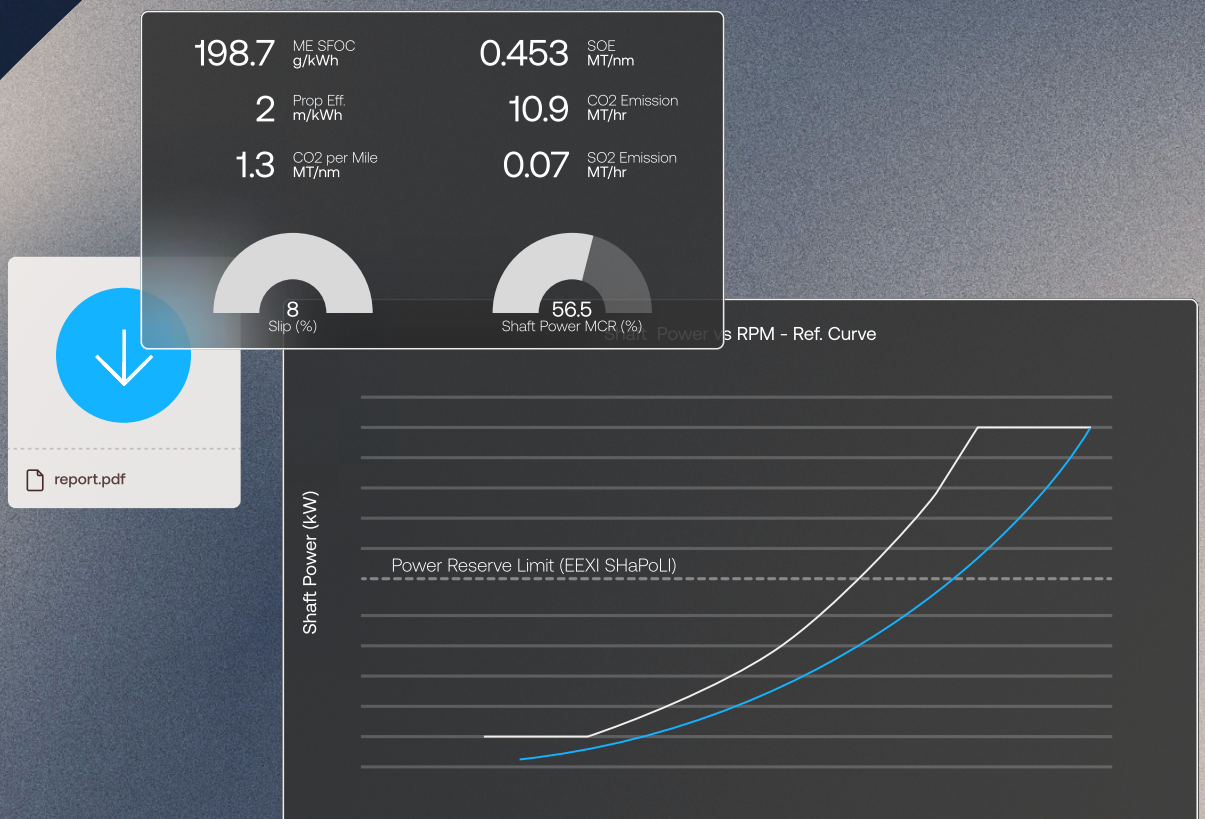 198.7 ME SFOC g/kWh
0.453 SOE MT/nm
2 Prop Eff. m/kWh
10.9 CO2 Emission MT/hr
1.3 CO2 per Mile MT/nm
0.07 SO2 Emission MT/hr
8
Slip (%)
56.5
Shaft Power MCR (%)
Shaft Power vs RPM - Ref. Curve
report.pdf
Shaft Power (kW)
Power Reserve Limit (EEXI SHaPoLI)